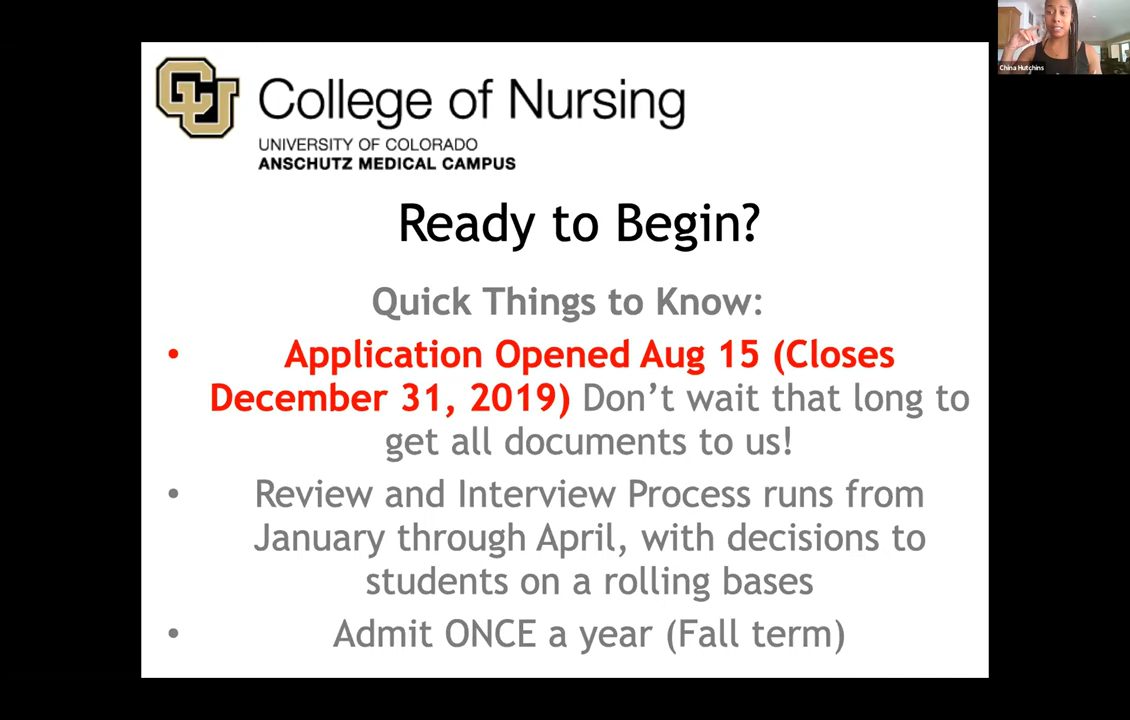 China Hutchins
CU
College of Nursing
UNIVERSITY OF COLORADO
ANSCHUTZ MEDICAL CAMPUS
Ready to Begin?
Quick Things to Know:
• Application Opened Aug 15 (Closes
December 31, 2019) Don't wait that long to
get all documents to us!
• Review and Interview Process runs from
January through April, with decisions to
students on a rolling bases
• Admit ONCE a year (Fall term)